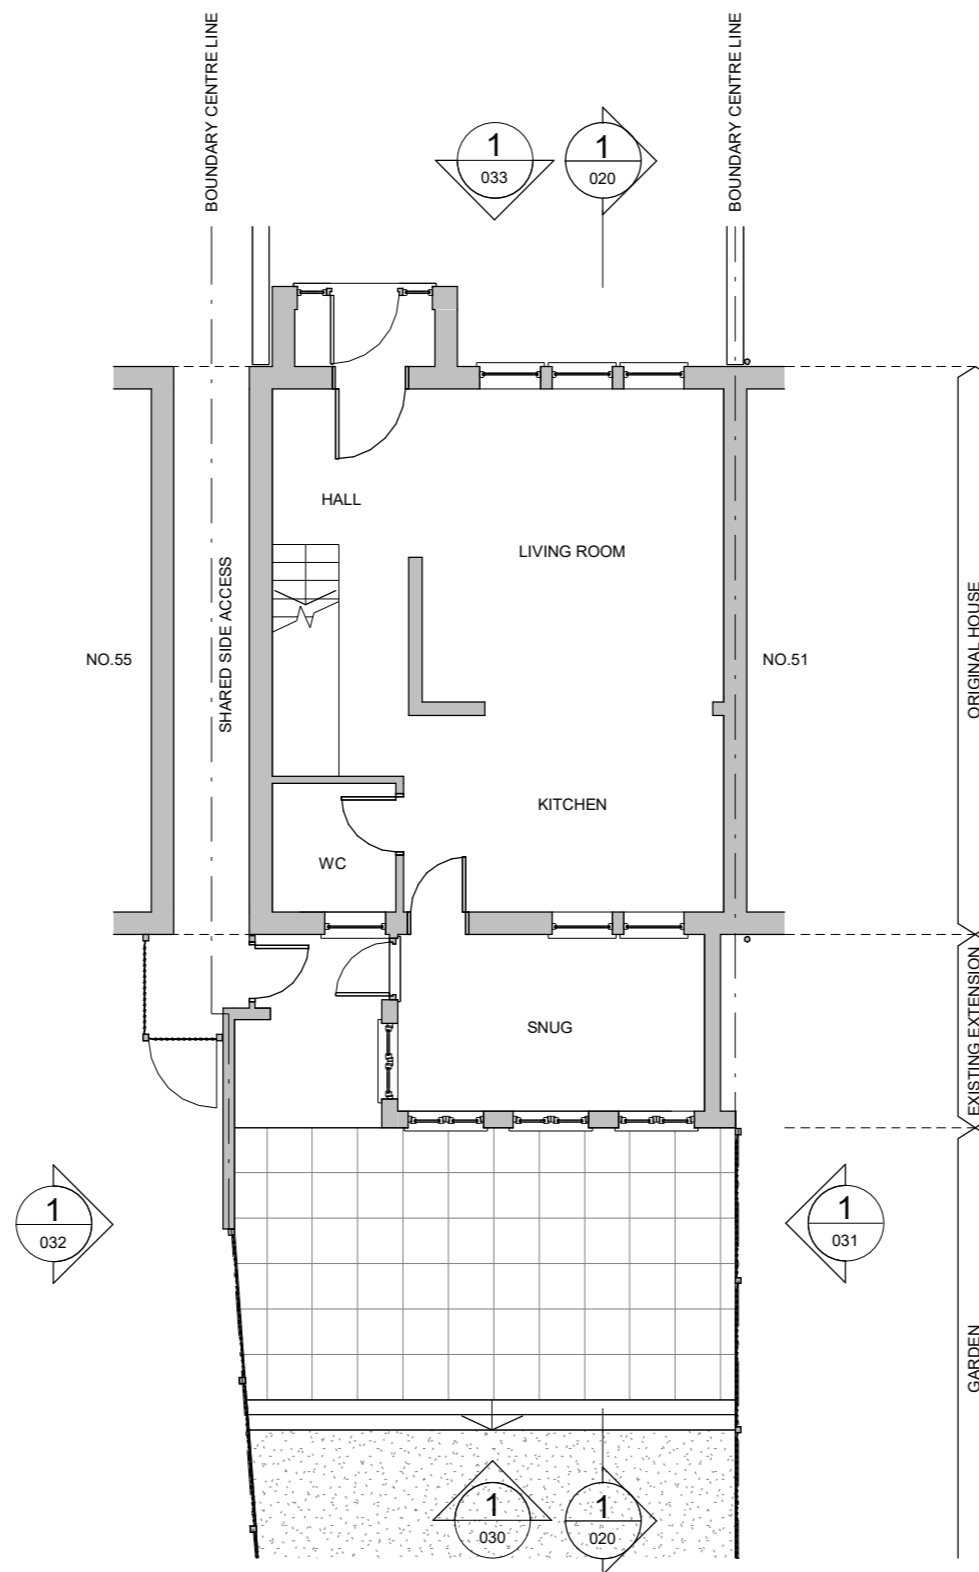 BOUNDARY CENTRE LINE
BOUNDARY CENTRE LINE
1
033
1
020
HALL
LIVING ROOM
SHARED SIDE ACCESS
NO.55
NO.51
ORIGINAL HOUSE
KITCHEN
WC
EXISTING EXTENSION
SNUG
1
032
1
031
GARDEN
1
030
1
020